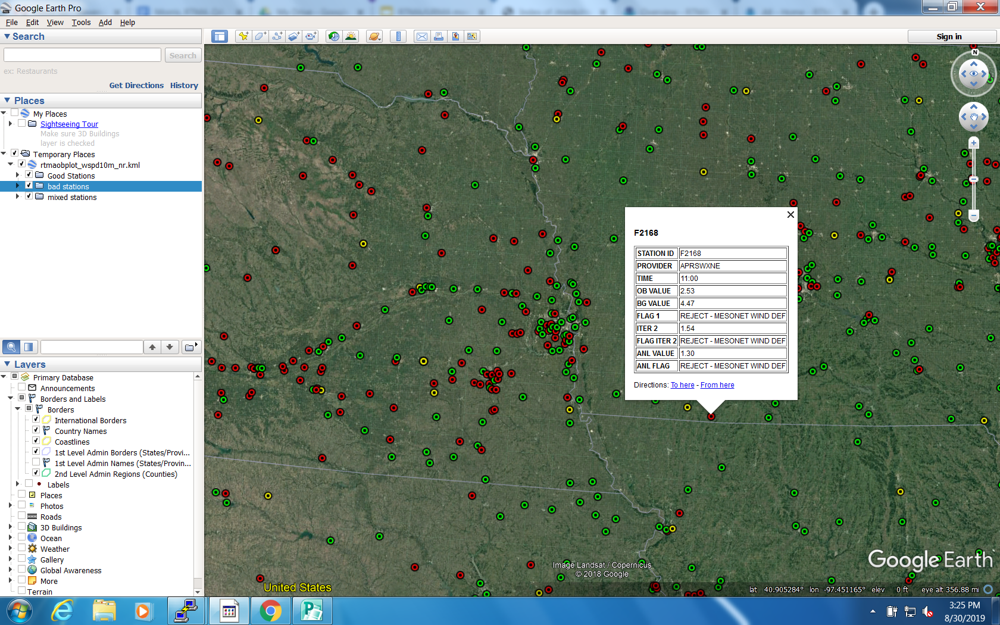 Google Earth Pro
File Edit View Tools Add Help
Search
Sign in
Search
ex: Restaurants
Get Directions History
Places
My Places
Sightseeing Tour
Make sure 3D Buildings
layer is checked
Temporary Places
rtmaobplot_wspd10m_nr.kml
Good Stations
bad stations
mixed stations
N
F2168
STATION ID F2168
PROVIDER APRSWXNE
TIME 11:00
OB VALUE 2.53
BG VALUE 4.47
FLAG 1 REJECT - MESONET WIND DEF
ITER 2 1.54
FLAG ITER 2 REJECT - MESONET WIND DEF
ANL VALUE 1.30
ANL FLAG REJECT - MESONET WIND DEF
Directions: To here - From here
Layers
Primary Database
Announcements
Borders and Labels
Borders
International Borders
Country Names
Coastlines
1st Level Admin Borders (States/Provi...
1st Level Admin Names (States/Provin...
2nd Level Admin Regions (Counties)
Labels
Places
Photos
Roads
3D Buildings
Ocean
Weather
Gallery
Global Awareness
More
Terrain
Image Landsat / Copernicus
© 2018 Google
Google Earth
United States
lat 40.905284° lon -97.451165° elev 0 ft eye alt 356.88 mi
3:25 PM
8/30/2019